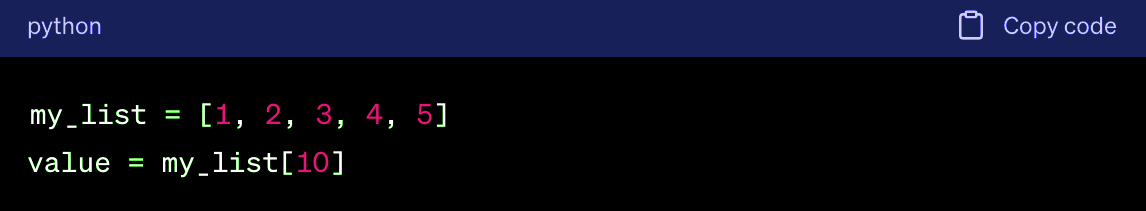 python
Copy code
my_list = [1, 2, 3, 4, 5]
value = my_list[10]